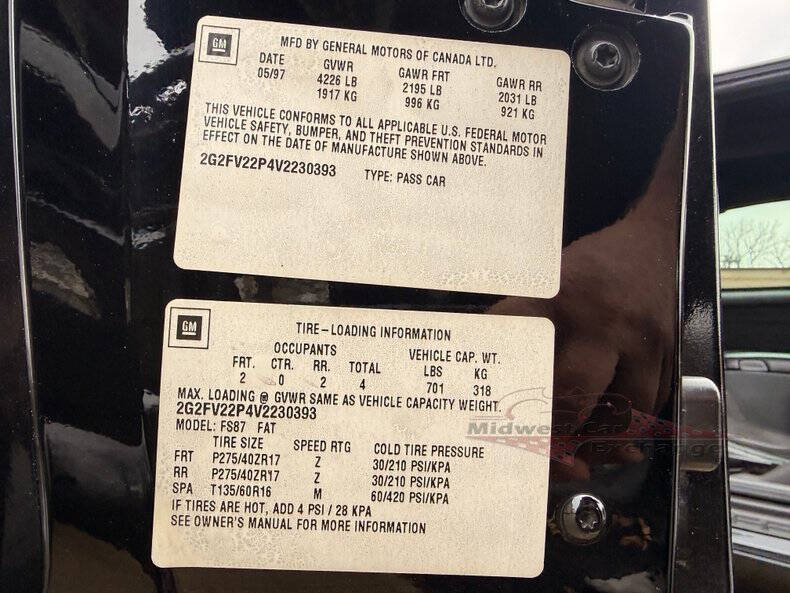 GM
MFD BY GENERAL MOTORS OF CANADA LTD.
DATE GVWR GAWR FRT GAWR RR
05/97 4226 LB 2195 LB 2031 LB
1917 KG 996 KG 921 KG
THIS VEHICLE CONFORMS TO ALL APPLICABLE U.S. FEDERAL MOTOR
VEHICLE SAFETY, BUMPER, AND THEFT PREVENTION STANDARDS IN
EFFECT ON THE DATE OF MANUFACTURE SHOWN ABOVE.
2G2FV22P4V2230393 TYPE: PASS CAR
GM
TIRE-LOADING INFORMATION
OCCUPANTS VEHICLE CAP. WT.
FRT. CTR. RR. TOTAL LBS KG
2 0 2 4 701 318
MAX. LOADING @ GVWR SAME AS VEHICLE CAPACITY WEIGHT.
2G2FV22P4V2230393
MODEL: FS87 FAT
TIRE SIZE SPEED RTG COLD TIRE PRESSURE
FRT P275/40ZR17 Z 30/210 PSI/KPA
RR P275/40ZR17 Z 30/210 PSI/KPA
SPA T135/60R16 M 60/420 PSI/KPA
IF TIRES ARE HOT, ADD 4 PSI / 28 KPA
SEE OWNER'S MANUAL FOR MORE INFORMATION
Midwest Car
Exchange